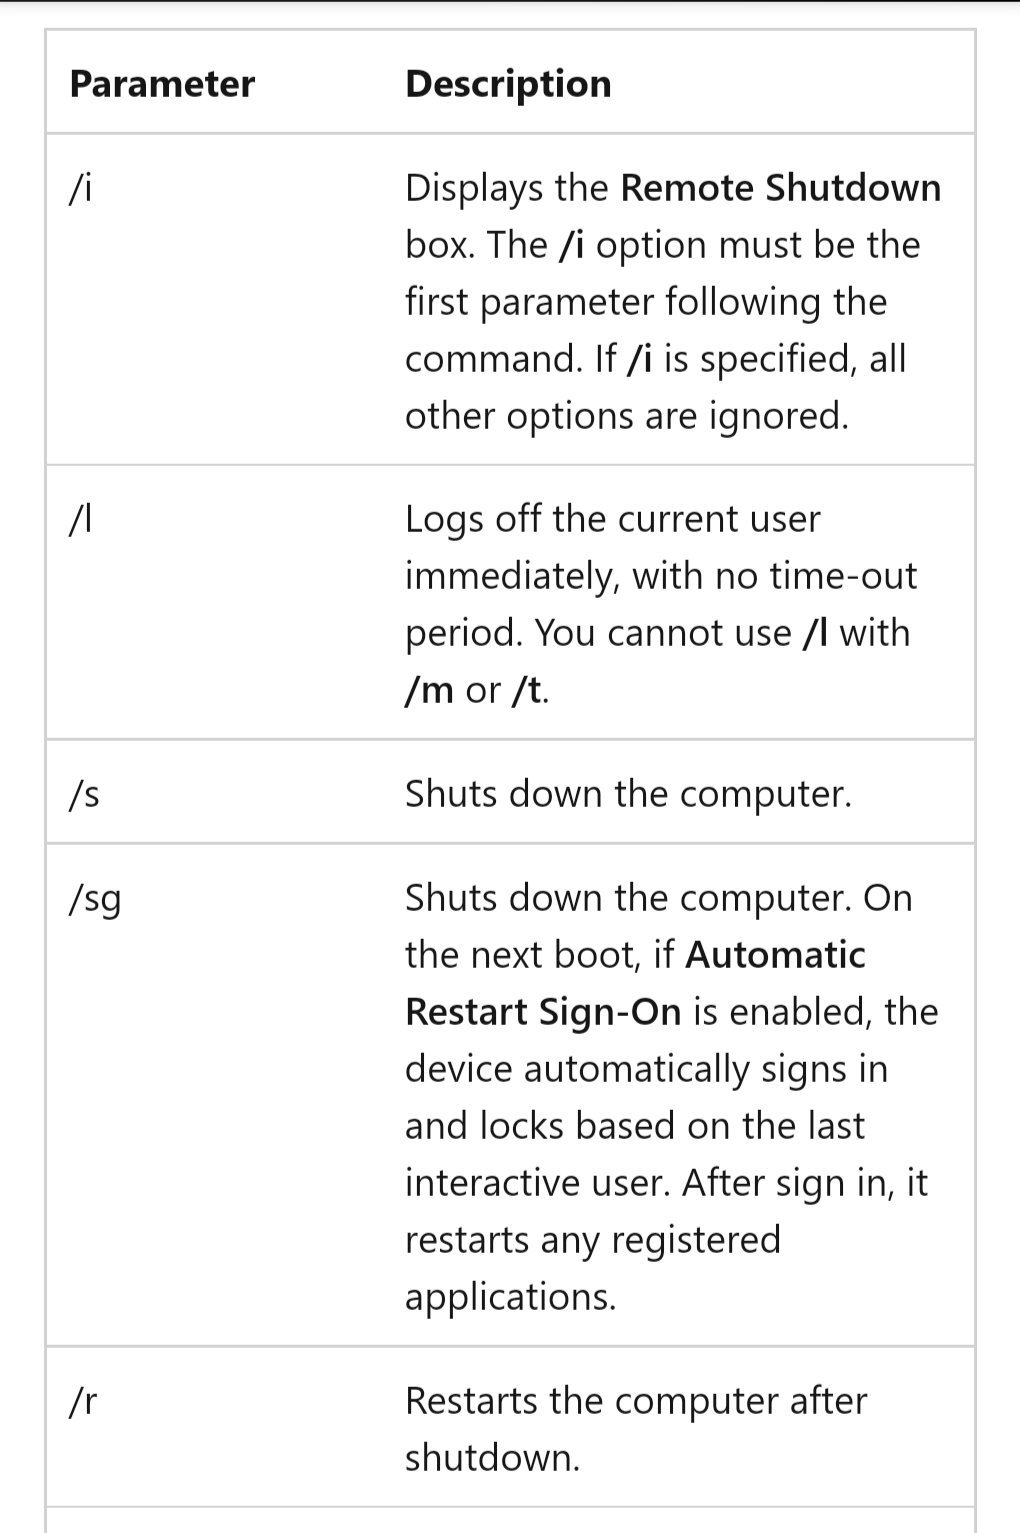 Parameter Description
/i Displays the Remote Shutdown
box. The /i option must be the
first parameter following the
command. If /i is specified, all
other options are ignored.
/l Logs off the current user
immediately, with no time-out
period. You cannot use /l with
/m or /t.
/s Shuts down the computer.
/sg Shuts down the computer. On
the next boot, if Automatic
Restart Sign-On is enabled, the
device automatically signs in
and locks based on the last
interactive user. After sign in, it
restarts any registered
applications.
/r Restarts the computer after
shutdown.